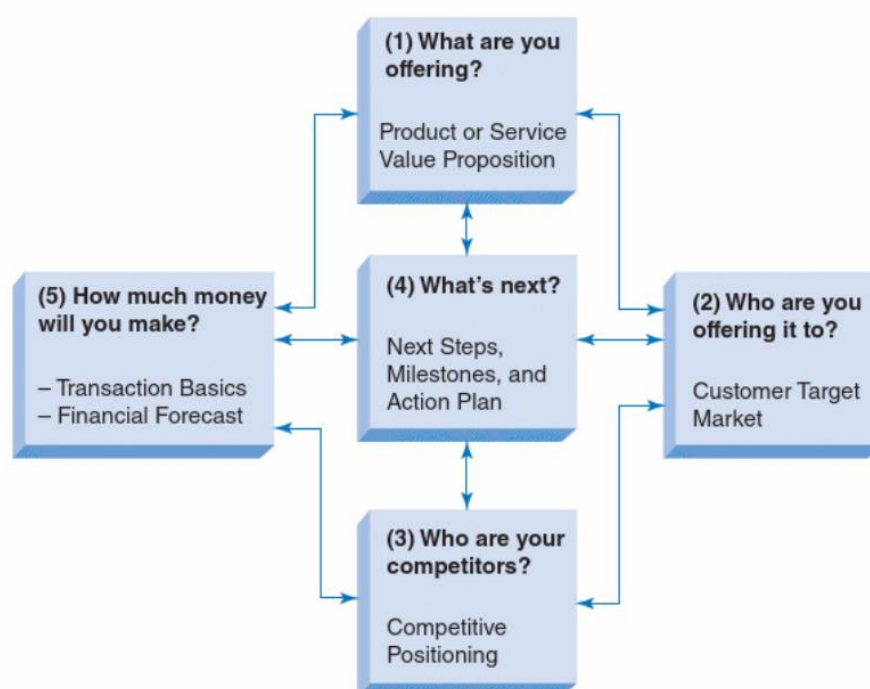 (1) What are you
offering?
Product or Service
Value Proposition
(5) How much money
will you make?
– Transaction Basics
– Financial Forecast
(4) What’s next?
Next Steps,
Milestones, and
Action Plan
(2) Who are you
offering it to?
Customer Target
Market
(3) Who are your
competitors?
Competitive
Positioning